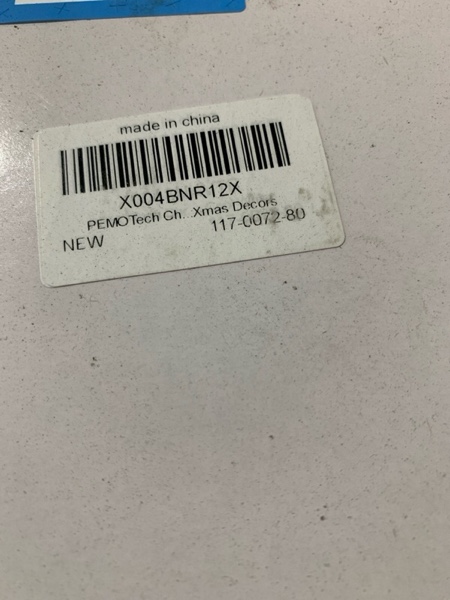 made in china
X004BNR12X
PEMOTech Ch...Xmas Decors
NEW
117-0072-80